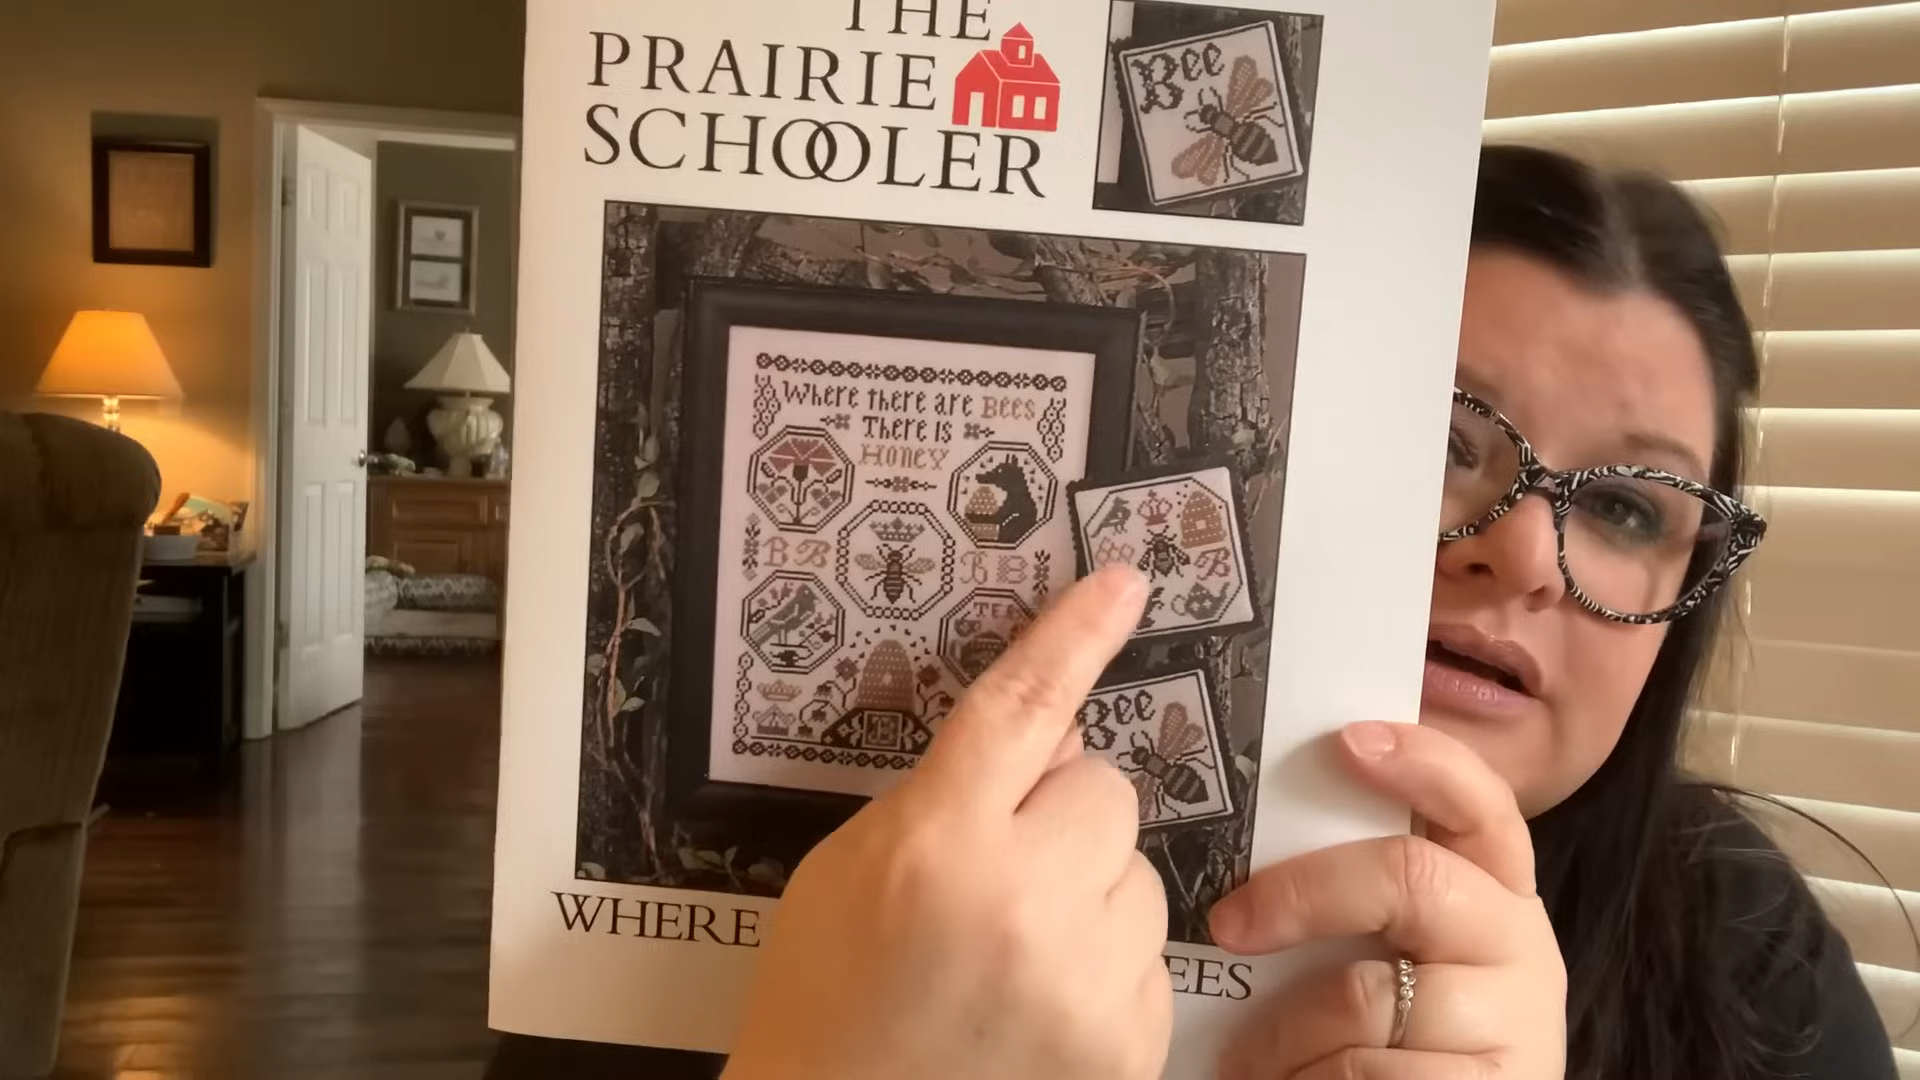 THE
PRAIRIE
SCHOOLER
Bee
Where there are Bees
There is
Honey
B B
B B
TEA
B
B
Bee
WHERE
EES